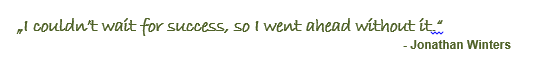 „I couldn't wait for success, so I went ahead without it.“
- Jonathan Winters